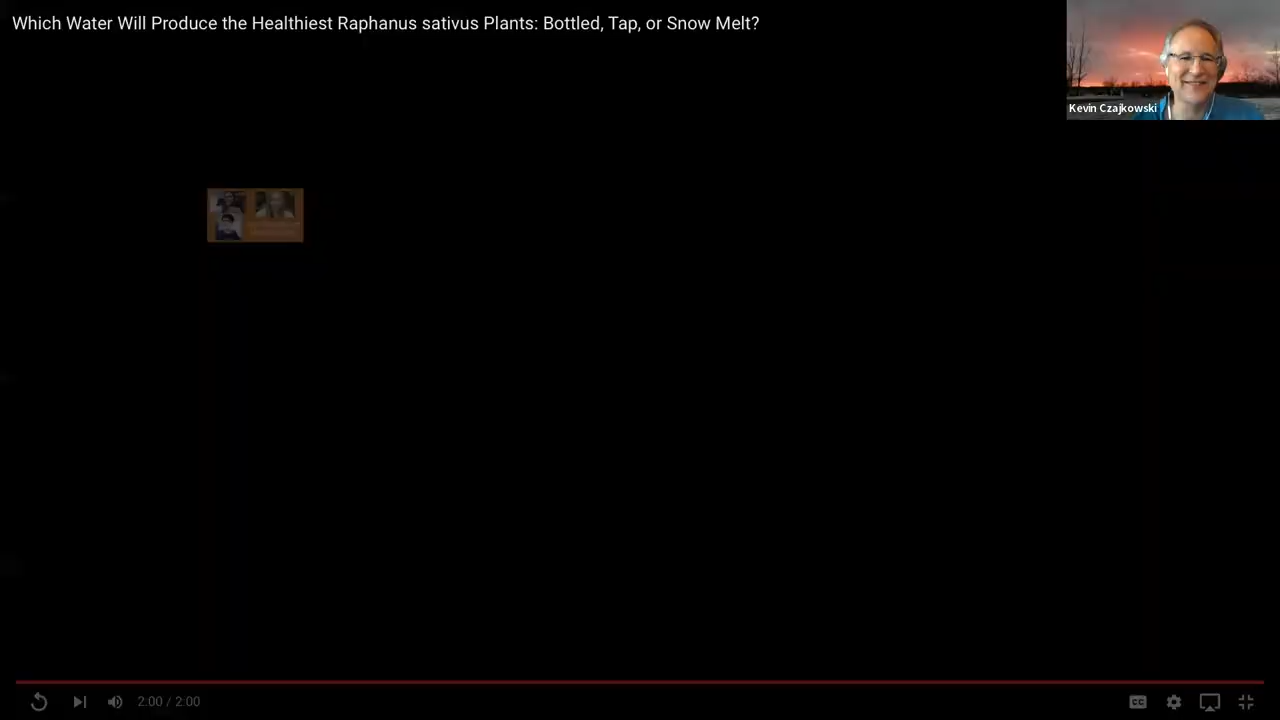 Which Water Will Produce the Healthiest Raphanus sativus Plants: Bottled, Tap, or Snow Melt?
Kevin Czajkowski
2:00 / 2:00
CC